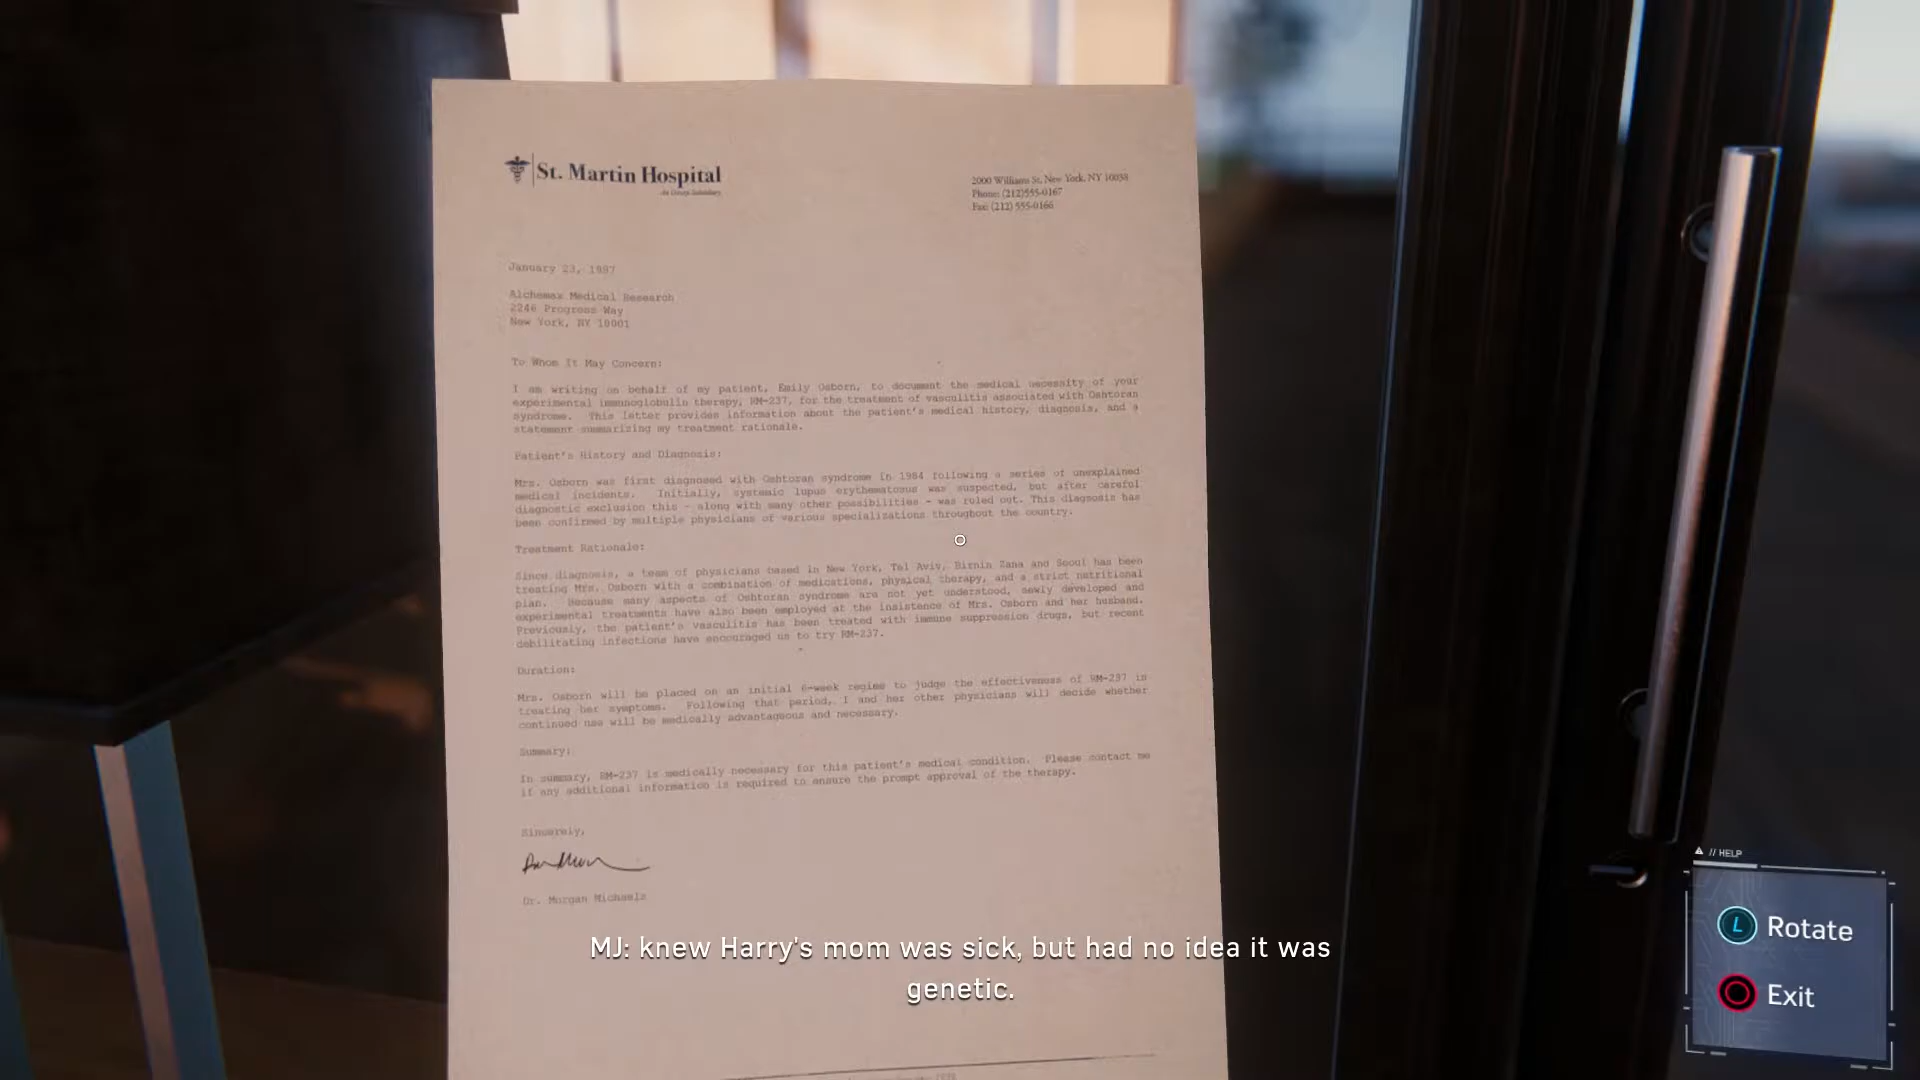 St. Martin Hospital
2000 Williams St. New York, NY 10038
Phone: (212)555-0167
Fax: (212) 555-0166
January 23, 1997
Alchemax Medical Research
2246 Progress Way
New York, NY 10001
To Whom It May Concern:
I am writing on behalf of my patient, Emily Osborn, to document the medical necessity of your
experimental immunoglobulin therapy, RM-237, for the treatment of vasculitis associated with Oshtoran
syndrome. This letter provides information about the patient's medical history, diagnosis, and a
statement summarizing my treatment rationale.
Patient's History and Diagnosis:
Mrs. Osborn was first diagnosed with Oshtoran syndrome in 1984 following a series of unexplained
medical incidents. Initially, systemic lupus erythematosus was suspected, but after careful
diagnostic exclusion this - along with many other possibilities - was ruled out. This diagnosis has
been confirmed by multiple physicians of various specializations throughout the country.
Treatment Rationale:
Since diagnosis, a team of physicians based in New York, Tel Aviv, Birnin Zana and Seoul has been
treating Mrs. Osborn with a combination of medications, physical therapy, and a strict nutritional
plan. Because many aspects of Oshtoran syndrome are not yet understood, newly developed and
experimental treatments have also been employed at the insistence of Mrs. Osborn and her husband.
Previously, the patient's vasculitis has been treated with immune suppression drugs, but recent
debilitating infections have encouraged us to try RM-237.
Duration:
Mrs. Osborn will be placed on an initial 6-week regime to judge the effectiveness of RM-237 in
treating her symptoms. Following that period, I and her other physicians will decide whether
continued use will be medically advantageous and necessary.
Summary:
In summary, RM-237 is medically necessary for this patient's medical condition. Please contact me
if any additional information is required to ensure the prompt approval of the therapy.
Sincerely,
Dr. Morgan Michaels
MJ: knew Harry's mom was sick, but had no idea it was
genetic.
// HELP
L Rotate
Exit